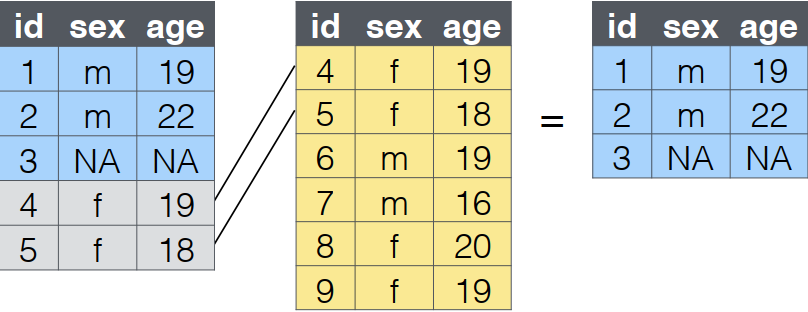 id sex age
1 m 19
2 m 22
3 NA NA
4 f 19
5 f 18
id sex age
4 f 19
5 f 18
6 m 19
7 m 16
8 f 20
9 f 19
=
id sex age
1 m 19
2 m 22
3 NA NA